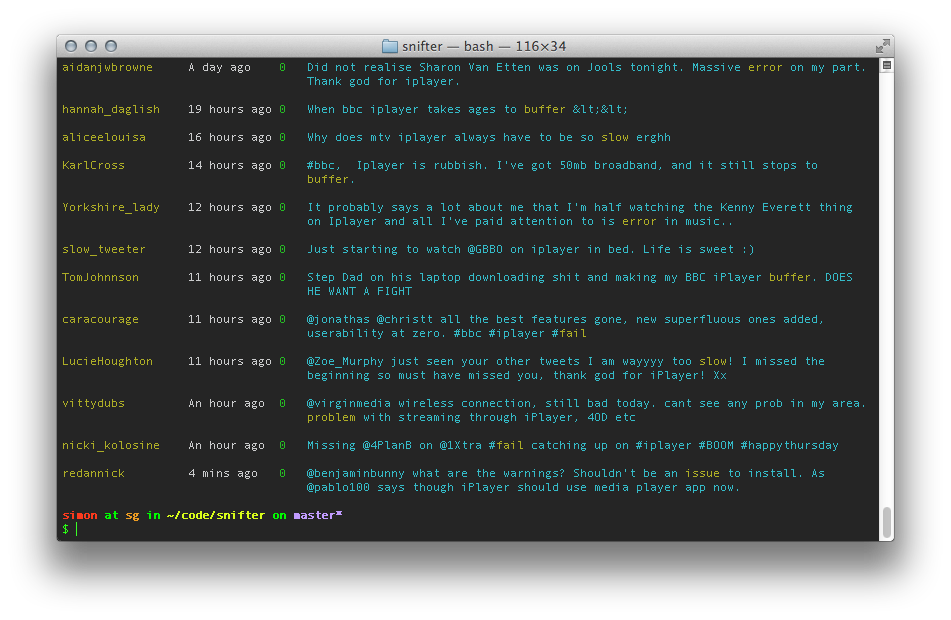 snifter — bash — 116×34
aidanjwbrowne A day ago 0 Did not realise Sharon Van Etten was on Jools tonight. Massive error on my part.
Thank god for iplayer.
hannah_daglish 19 hours ago 0 When bbc iplayer takes ages to buffer &lt;&lt;
aliceelouisa 16 hours ago 0 Why does mtv iplayer always have to be so slow erghh
KarlCross 14 hours ago 0 #bbc,  Iplayer is rubbish. I've got 50mb broadband, and it still stops to
buffer.
Yorkshire_lady 12 hours ago 0 It probably says a lot about me that I'm half watching the Kenny Everett thing
on Iplayer and all I've paid attention to is error in music..
slow_tweeter 12 hours ago 0 Just starting to watch @GBBO on iplayer in bed. Life is sweet :)
TomJohnnson 11 hours ago 0 Step Dad on his laptop downloading shit and making my BBC iPlayer buffer. DOES
HE WANT A FIGHT
caracourage 11 hours ago 0 @jonathas @christt all the best features gone, new superfluous ones added,
userability at zero. #bbc #iplayer #fail
LucieHoughton 11 hours ago 0 @Zoe_Murphy just seen your other tweets I am wayyyy too slow! I missed the
beginning so must have missed you, thank god for iPlayer! Xx
vittydubs An hour ago 0 @virginmedia wireless connection, still bad today. cant see any prob in my area.
problem with streaming through iPlayer, 4OD etc
nicki_kolosine An hour ago 0 Missing @4PlanB on @1Xtra #fail catching up on #iplayer #BOOM #happythursday
redannick 4 mins ago 0 @benjaminbunny what are the warnings? Shouldn't be an issue to install. As
@pablo100 says though iPlayer should use media player app now.
simon at sg in ~/code/snifter on master*
$